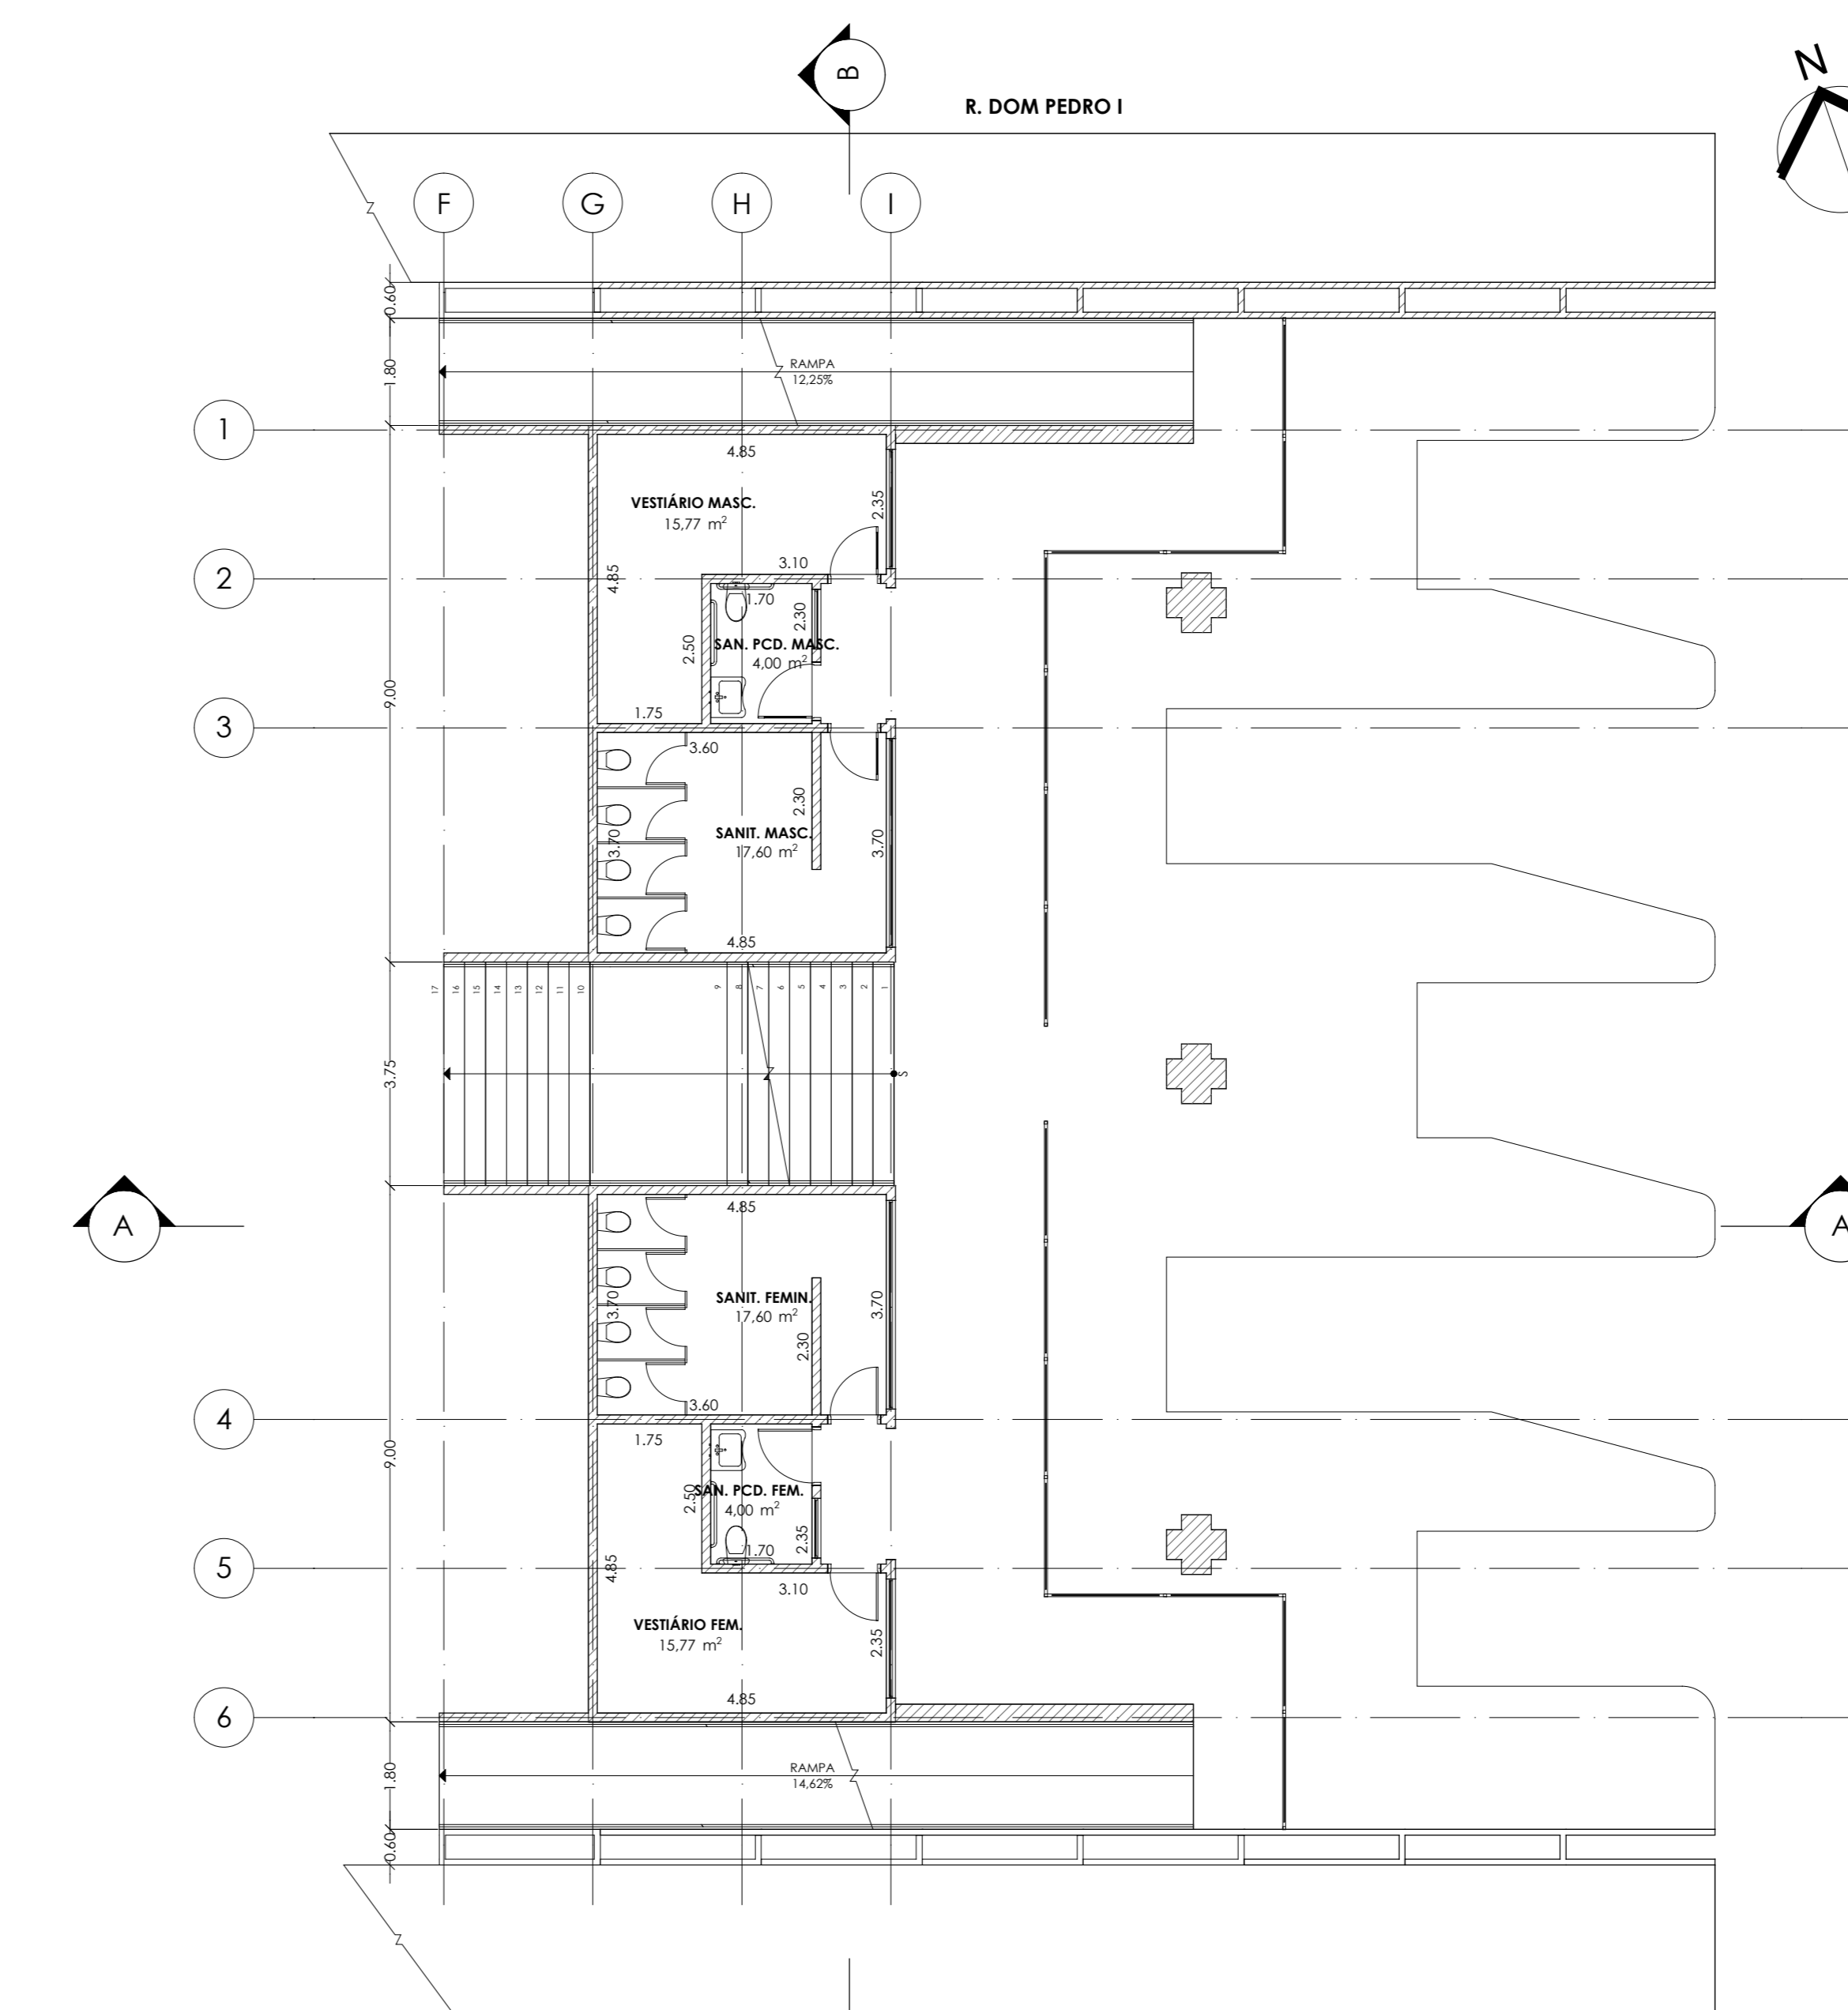 B
R. DOM PEDRO I
N
F
G
H
I
0.60
1.80
RAMPA
12,25%
1
4.85
VESTIÁRIO MASC.
15,77 m²
2.35
2
3.10
4.85
1.70
2.30
SAN. PCD. MASC.
4,00 m²
2.50
9.00
1.75
3
3.60
2.30
SANIT. MASC.
17,60 m²
3.70
3.70
4.85
17
16
15
14
13
12
11
10
9
8
7
6
5
4
3
2
1
3.75
S
A
A
4.85
SANIT. FEMIN.
17,60 m²
3.70
3.70
2.30
3.60
4
1.75
9.00
2.50
SAN. PCD. FEM.
4,00 m²
2.35
1.70
5
4.85
3.10
VESTIÁRIO FEM.
15,77 m²
2.35
4.85
6
1.80
RAMPA
14,62%
0.60